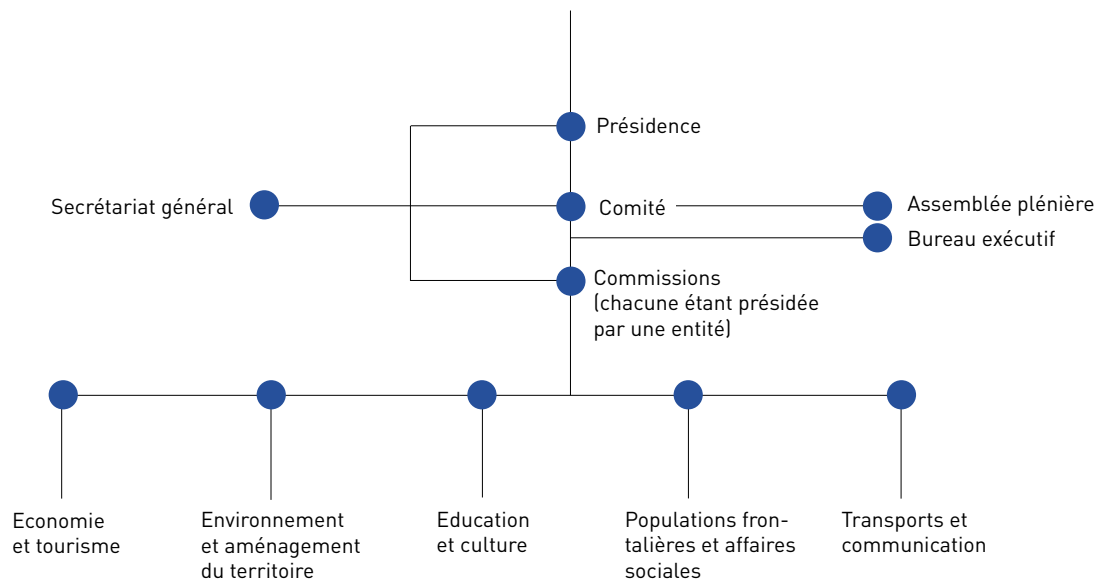 Présidence
Secrétariat général
Comité
Assemblée plénière
Bureau exécutif
Commissions
(chacune étant présidée
par une entité)
Economie
et tourisme
Environnement
et aménagement
du territoire
Education
et culture
Populations fron-
talières et affaires
sociales
Transports et
communication